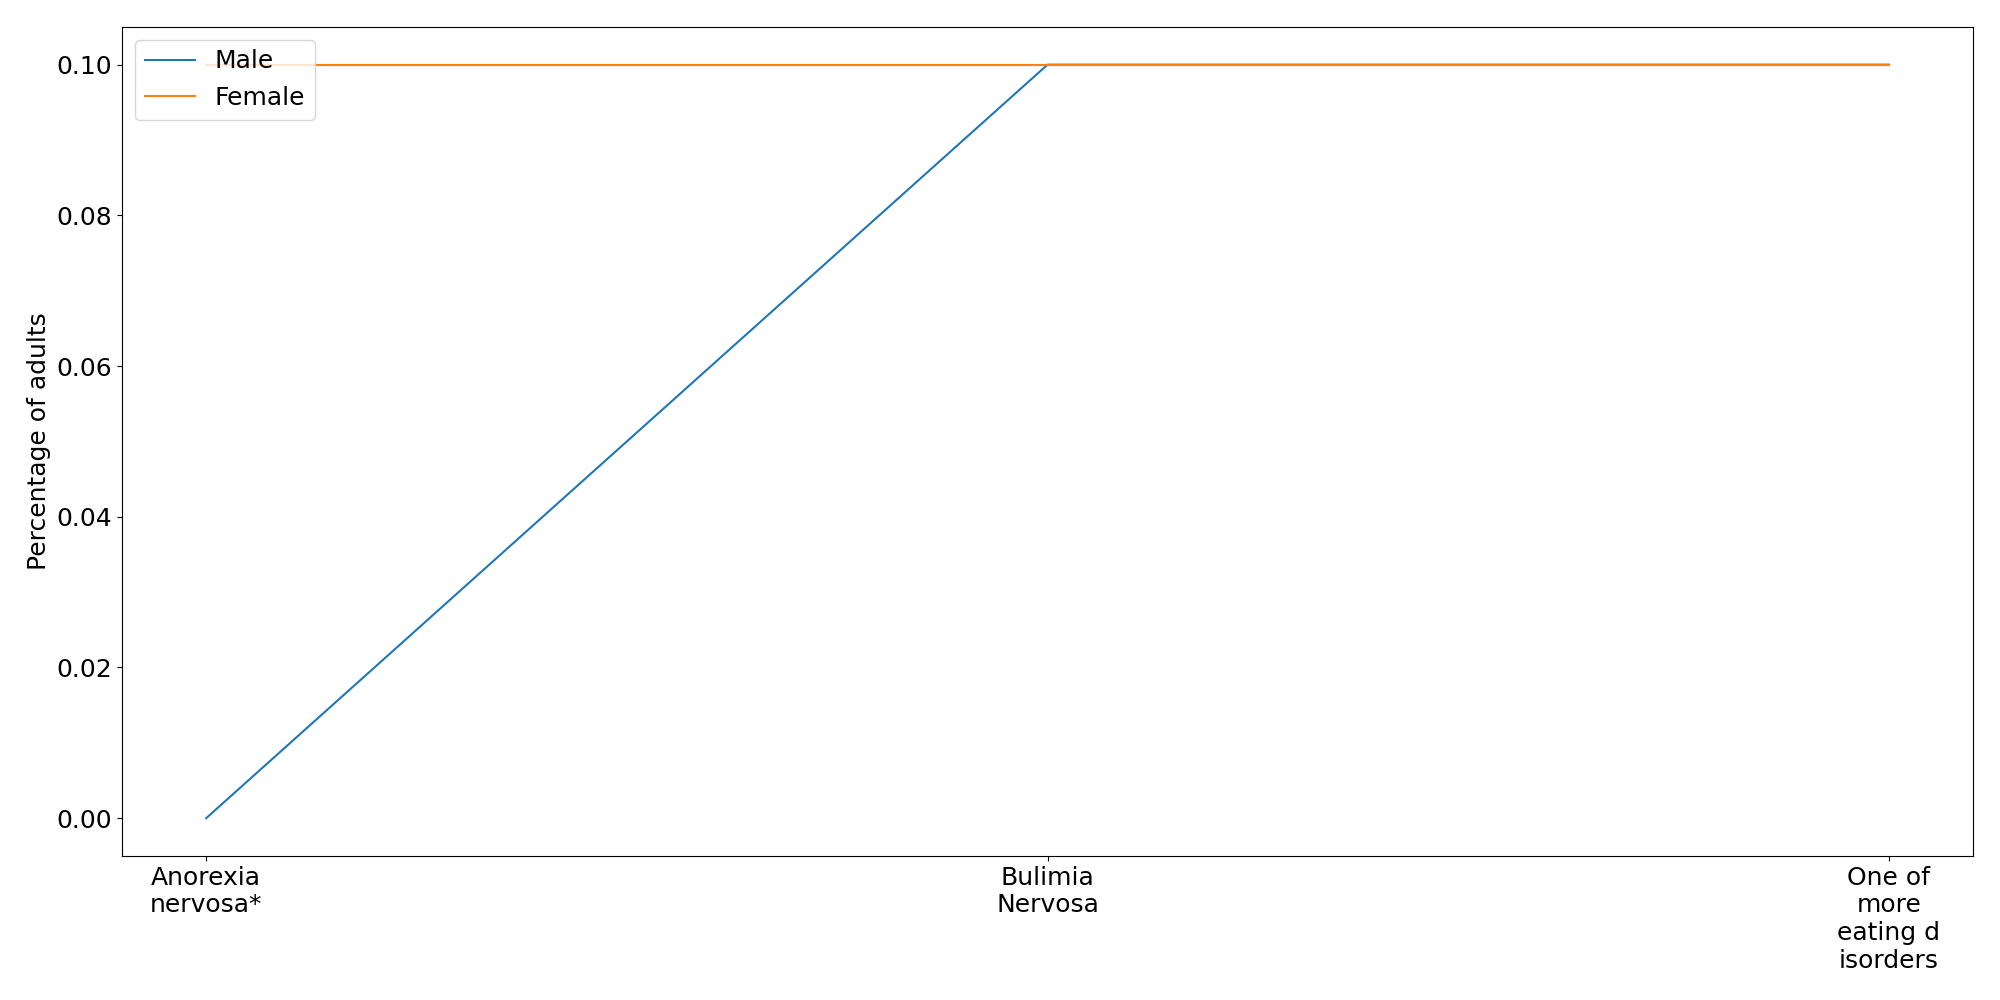 Male
Female
0.10
0.08
0.06
0.04
0.02
0.00
Percentage of adults
Anorexia
nervosa*
Bulimia
Nervosa
One of
more
eating d
isorders